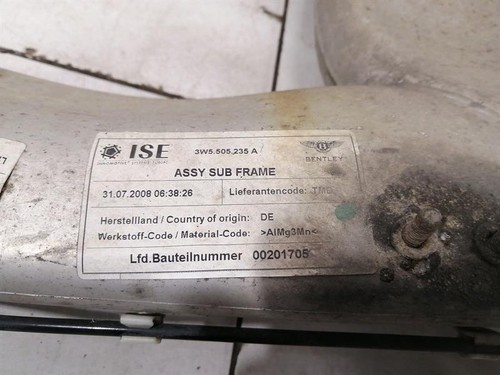 ISE
3W5.505.235 A
BENTLEY
ASSY SUB FRAME
31.07.2008 06:38:26
Lieferantencode:
Herstellland / Country of origin: DE
Werkstoff-Code / Material-Code: >AlMg3Mn<
Lfd.Bauteilnummer 00201705